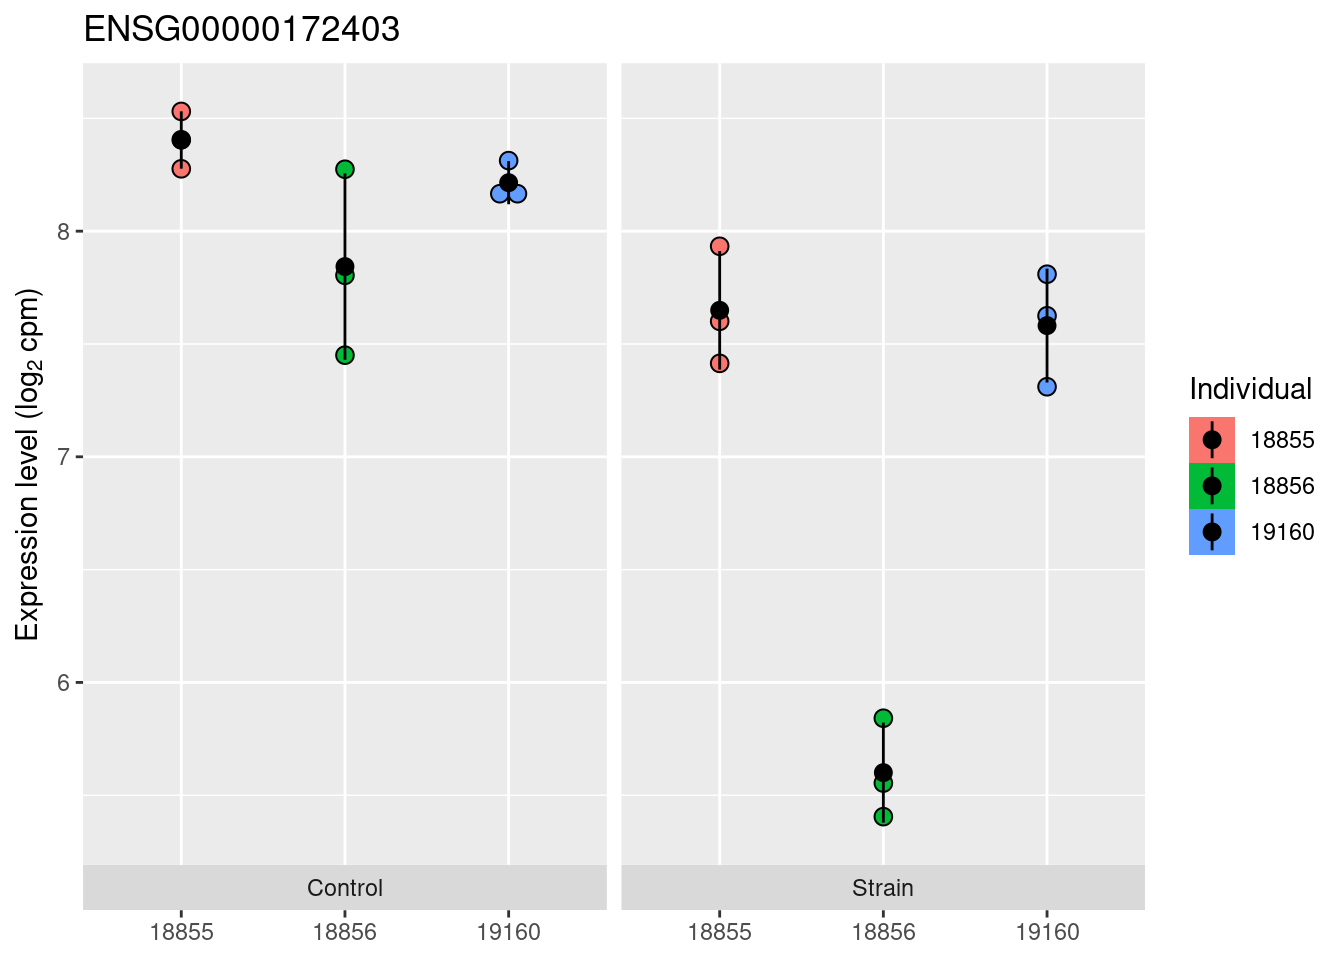 ENSG00000172403
Expression level (log₂ cpm)
8
7
6
Control
Strain
18855
18856
19160
18855
18856
19160
Individual
18855
18856
19160